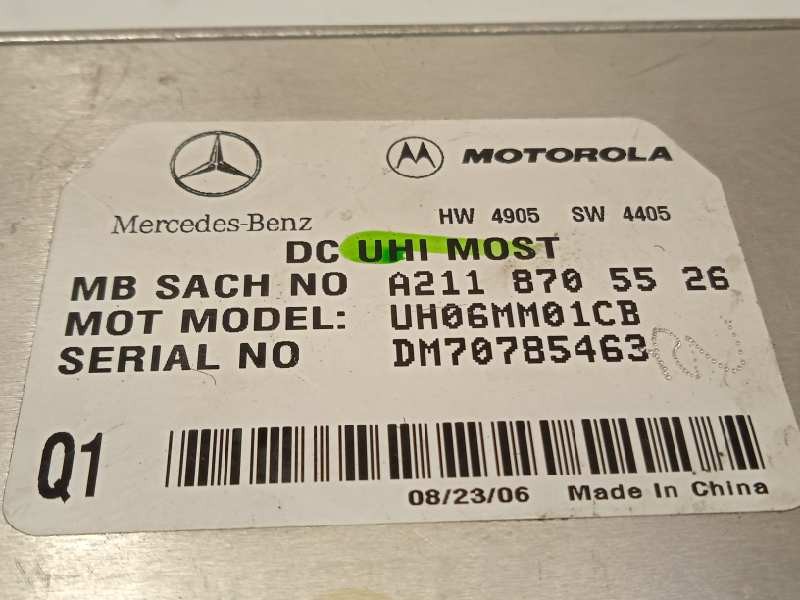 Mercedes-Benz
MOTOROLA
HW 4905 SW 4405
DC UHI MOST
MB SACH NO A211 870 55 26
MOT MODEL: UH06MM01CB
SERIAL NO DM70785463
Q1
08/23/06 Made In China